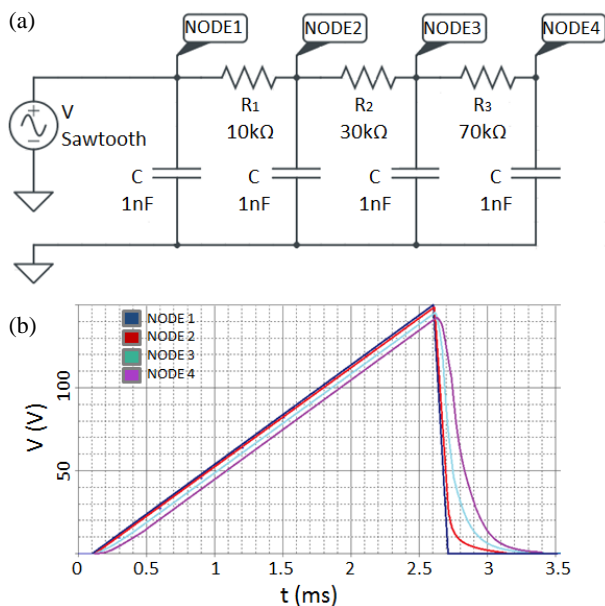 (a)
NODE1 NODE2 NODE3 NODE4
V
Sawtooth
R1 R2 R3
10kΩ 30kΩ 70kΩ
C C C C
1nF 1nF 1nF 1nF
(b)
NODE 1
NODE 2
NODE 3
NODE 4
V (V)
100
50
0 0.5 1 1.5 2 2.5 3 3.5
t (ms)